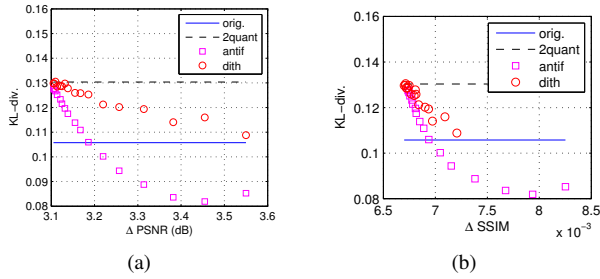 0.16
0.15
0.14
0.13
0.12
0.11
0.1
0.09
0.08
KL-div.
3.1 3.2 3.3 3.4 3.5 3.6
Δ PSNR (dB)
orig.
2quant
antif
dith
(a)
0.16
0.14
0.12
0.1
0.08
KL-div.
6.5 7 7.5 8 8.5
x 10⁻³
Δ SSIM
orig.
2quant
antif
dith
(b)